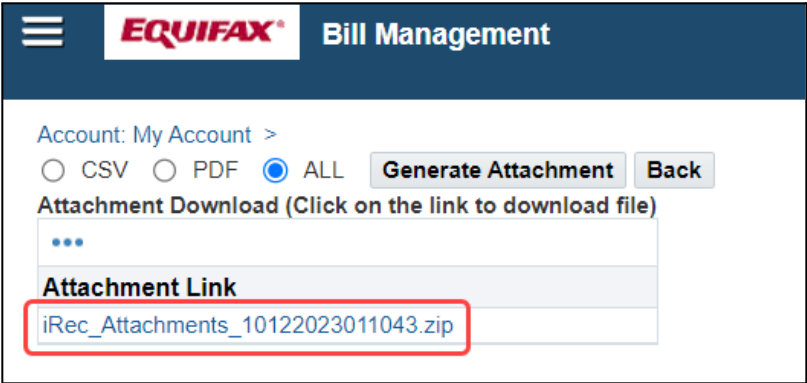 EQUIFAX® Bill Management
Account: My Account >
CSV PDF ALL Generate Attachment Back
Attachment Download (Click on the link to download file)
Attachment Link
iRec_Attachments_10122023011043.zip